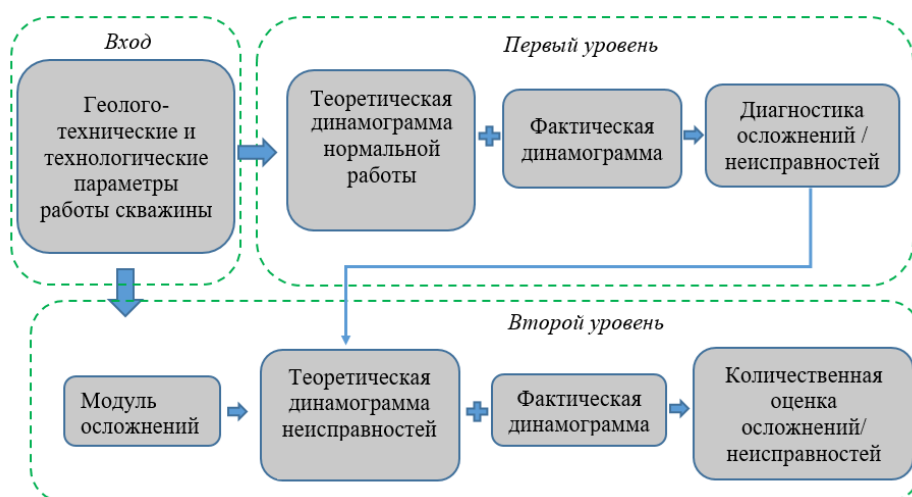 Вход
Геолого-
технические и
технологические
параметры
работы скважины
Первый уровень
Теоретическая
динамограмма
нормальной
работы
Фактическая
динамограмма
Диагностика
осложнений /
неисправностей
Второй уровень
Модуль
осложнений
Теоретическая
динамограмма
неисправностей
Фактическая
динамограмма
Количественная
оценка
осложнений/
неисправностей